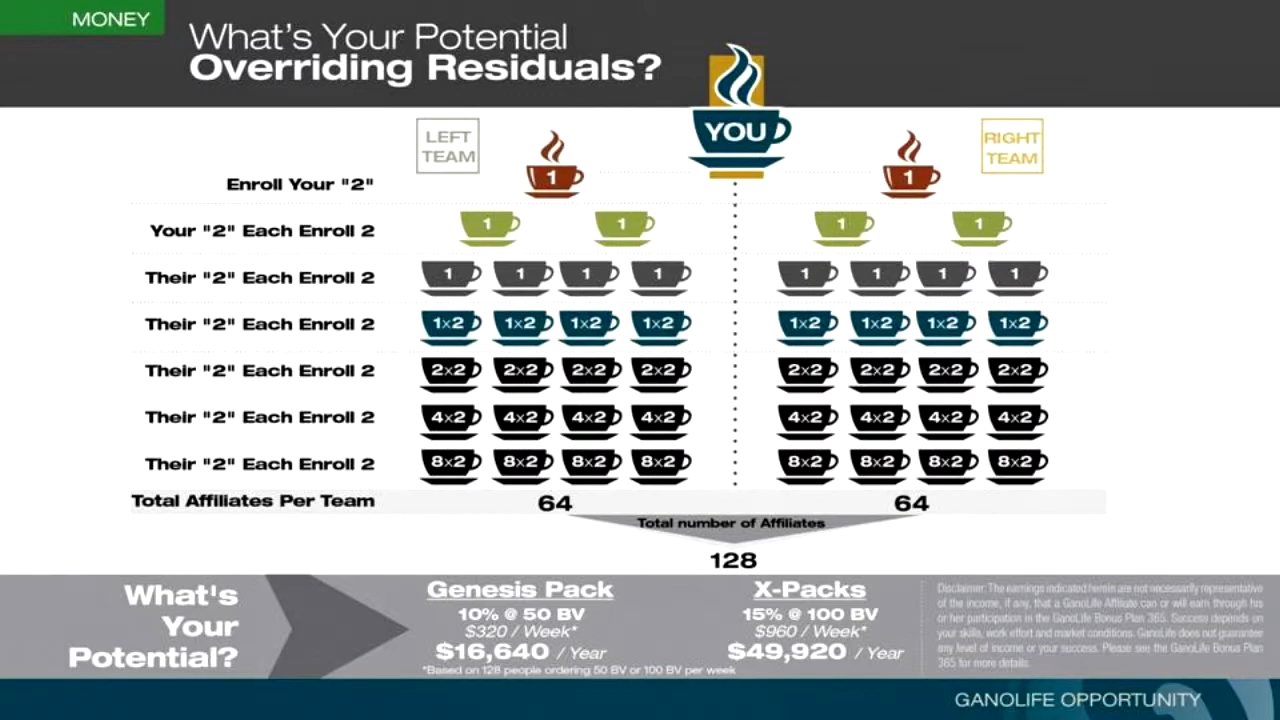 MONEY
What's Your Potential
Overriding Residuals?
YOU
LEFT
TEAM
RIGHT
TEAM
Enroll Your "2" 1 1
Your "2" Each Enroll 2 1 1 1 1
Their "2" Each Enroll 2 1 1 1 1 1 1 1 1
Their "2" Each Enroll 2 1x2 1x2 1x2 1x2 1x2 1x2 1x2 1x2
Their "2" Each Enroll 2 2x2 2x2 2x2 2x2 2x2 2x2 2x2 2x2
Their "2" Each Enroll 2 4x2 4x2 4x2 4x2 4x2 4x2 4x2 4x2
Their "2" Each Enroll 2 8x2 8x2 8x2 8x2 8x2 8x2 8x2 8x2
Total Affiliates Per Team 64 64
Total number of Affiliates
128
What's
Your
Potential?
Genesis Pack
10% @ 50 BV
$320 / Week*
$16,640 / Year
X-Packs
15% @ 100 BV
$960 / Week*
$49,920 / Year
*Based on 128 people ordering 50 BV or 100 BV per week
Disclaimer: The earnings indicated herein are not necessarily representative
of the income, if any, that a GanoLife Affiliate can or will earn through his
or her participation in the GanoLife Bonus Plan 365. Success depends on
your skills, work effort and market conditions. GanoLife does not guarantee
any level of income or your success. Please see the GanoLife Bonus Plan
365 for more details.
GANOLIFE OPPORTUNITY